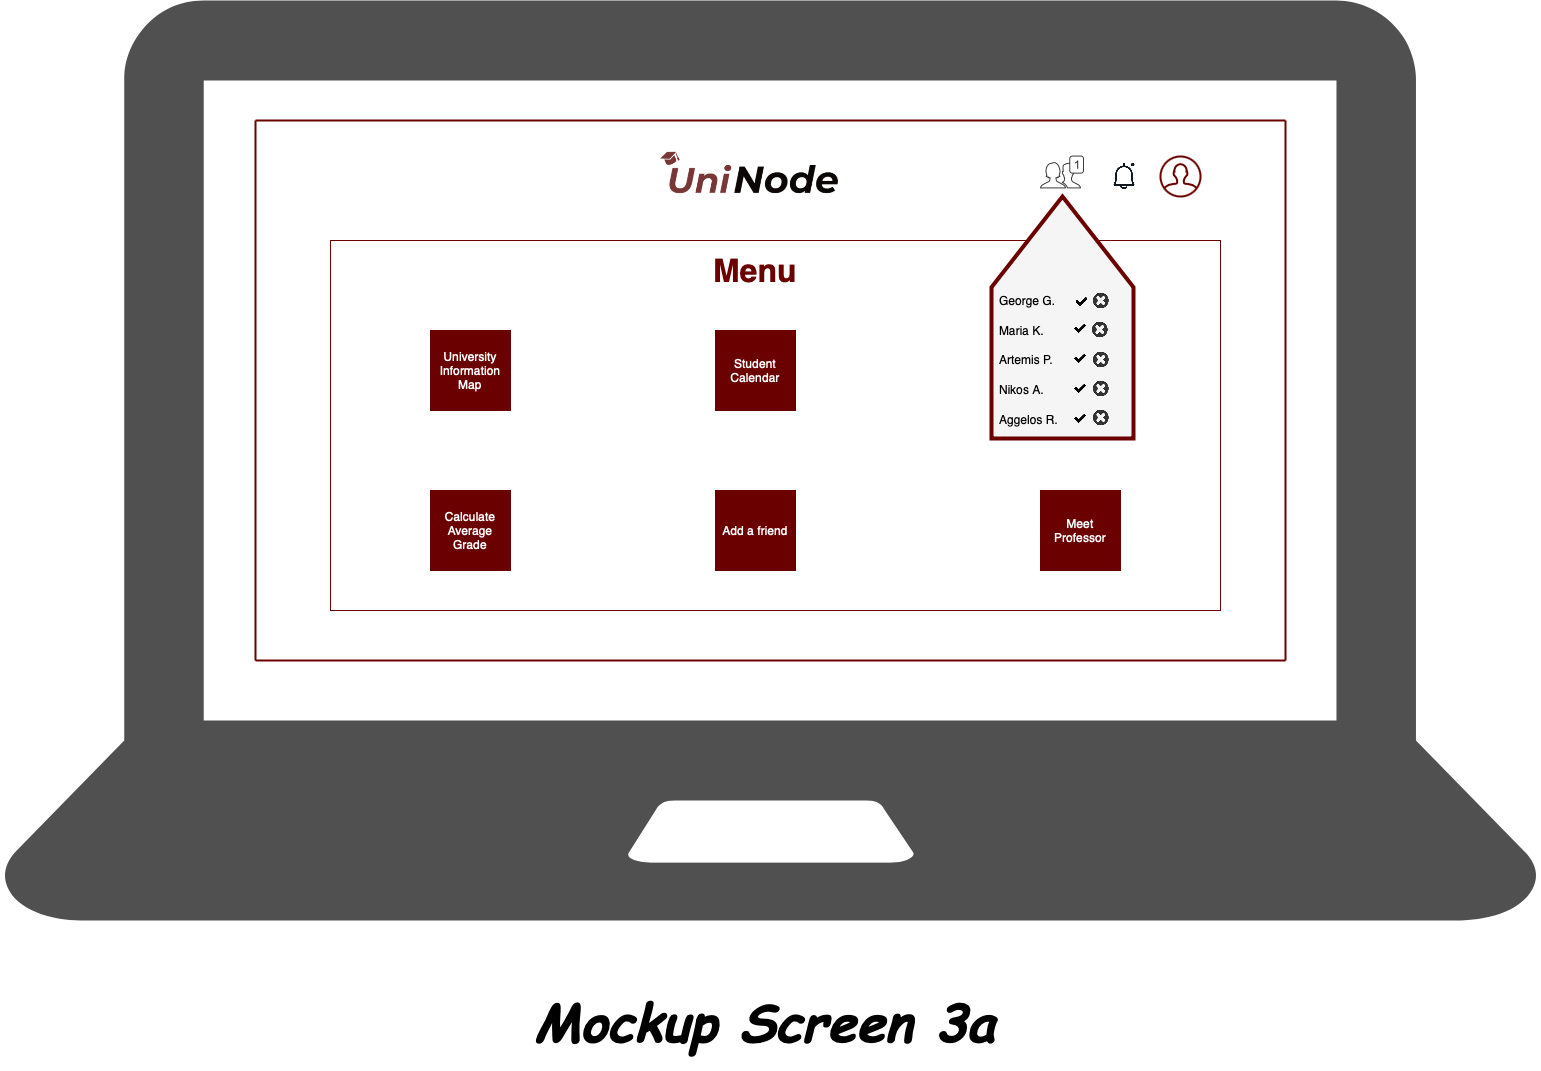 UniNode
1
Menu
George G.
Maria K.
Artemis P.
Nikos A.
Aggelos R.
University
Information
Map
Student
Calendar
Calculate
Average
Grade
Add a friend
Meet
Professor
Mockup Screen 3a